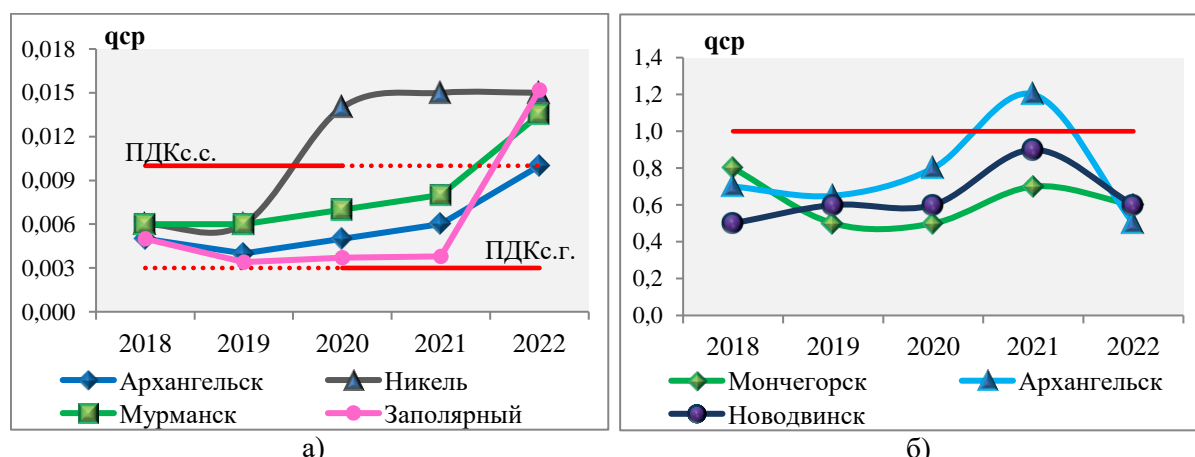 qср
0,018
0,015
0,012
0,009
0,006
0,003
0,000
ПДКс.с.
ПДКс.г.
2018 2019 2020 2021 2022
Архангельск Никель
Мурманск Заполярный
а)
qср
1,4
1,2
1,0
0,8
0,6
0,4
0,2
0,0
2018 2019 2020 2021 2022
Мончегорск Архангельск
Новодвинск
б)